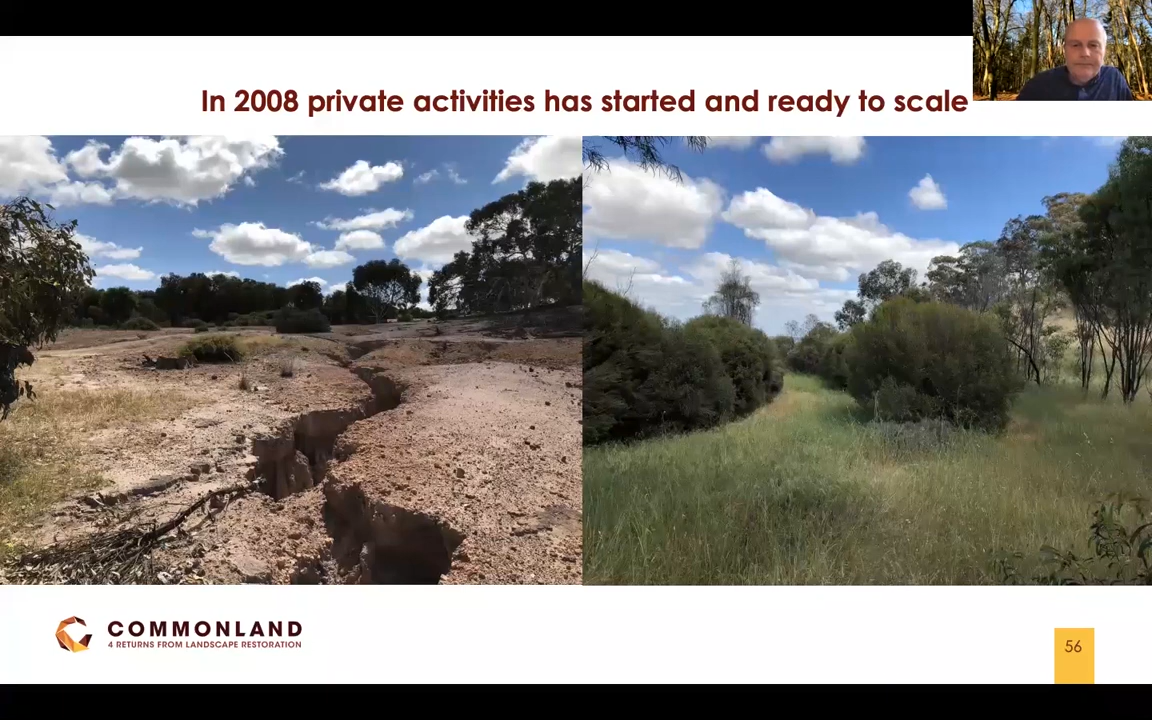 In 2008 private activities has started and ready to scale
COMMONLAND
4 RETURNS FROM LANDSCAPE RESTORATION
56